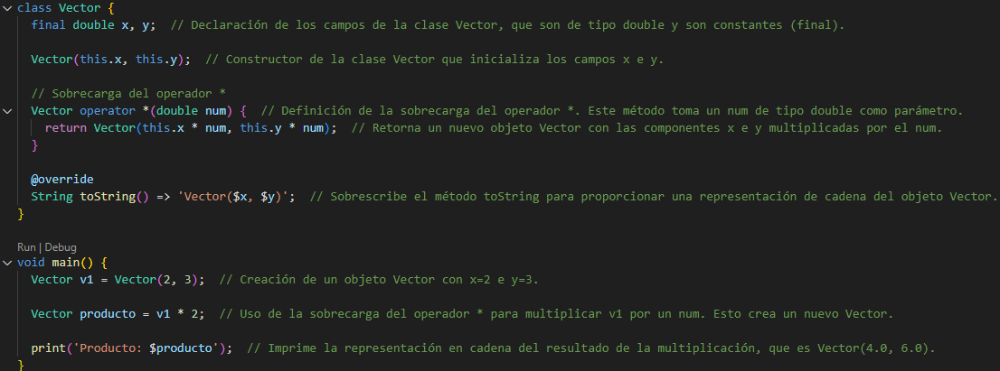 class Vector {
final double x, y;  // Declaración de los campos de la clase Vector, que son de tipo double y son constantes (final).
Vector(this.x, this.y);  // Constructor de la clase Vector que inicializa los campos x e y.
// Sobrecarga del operador *
Vector operator *(double num) {  // Definición de la sobrecarga del operador *. Este método toma un num de tipo double como parámetro.
return Vector(this.x * num, this.y * num);  // Retorna un nuevo objeto Vector con las componentes x e y multiplicadas por el num.
}
@override
String toString() => 'Vector($x, $y)';  // Sobrescribe el método toString para proporcionar una representación de cadena del objeto Vector.
}
Run | Debug
void main() {
Vector v1 = Vector(2, 3);  // Creación de un objeto Vector con x=2 e y=3.
Vector producto = v1 * 2;  // Uso de la sobrecarga del operador * para multiplicar v1 por un num. Esto crea un nuevo Vector.
print('Producto: $producto');  // Imprime la representación en cadena del resultado de la multiplicación, que es Vector(4.0, 6.0).
}